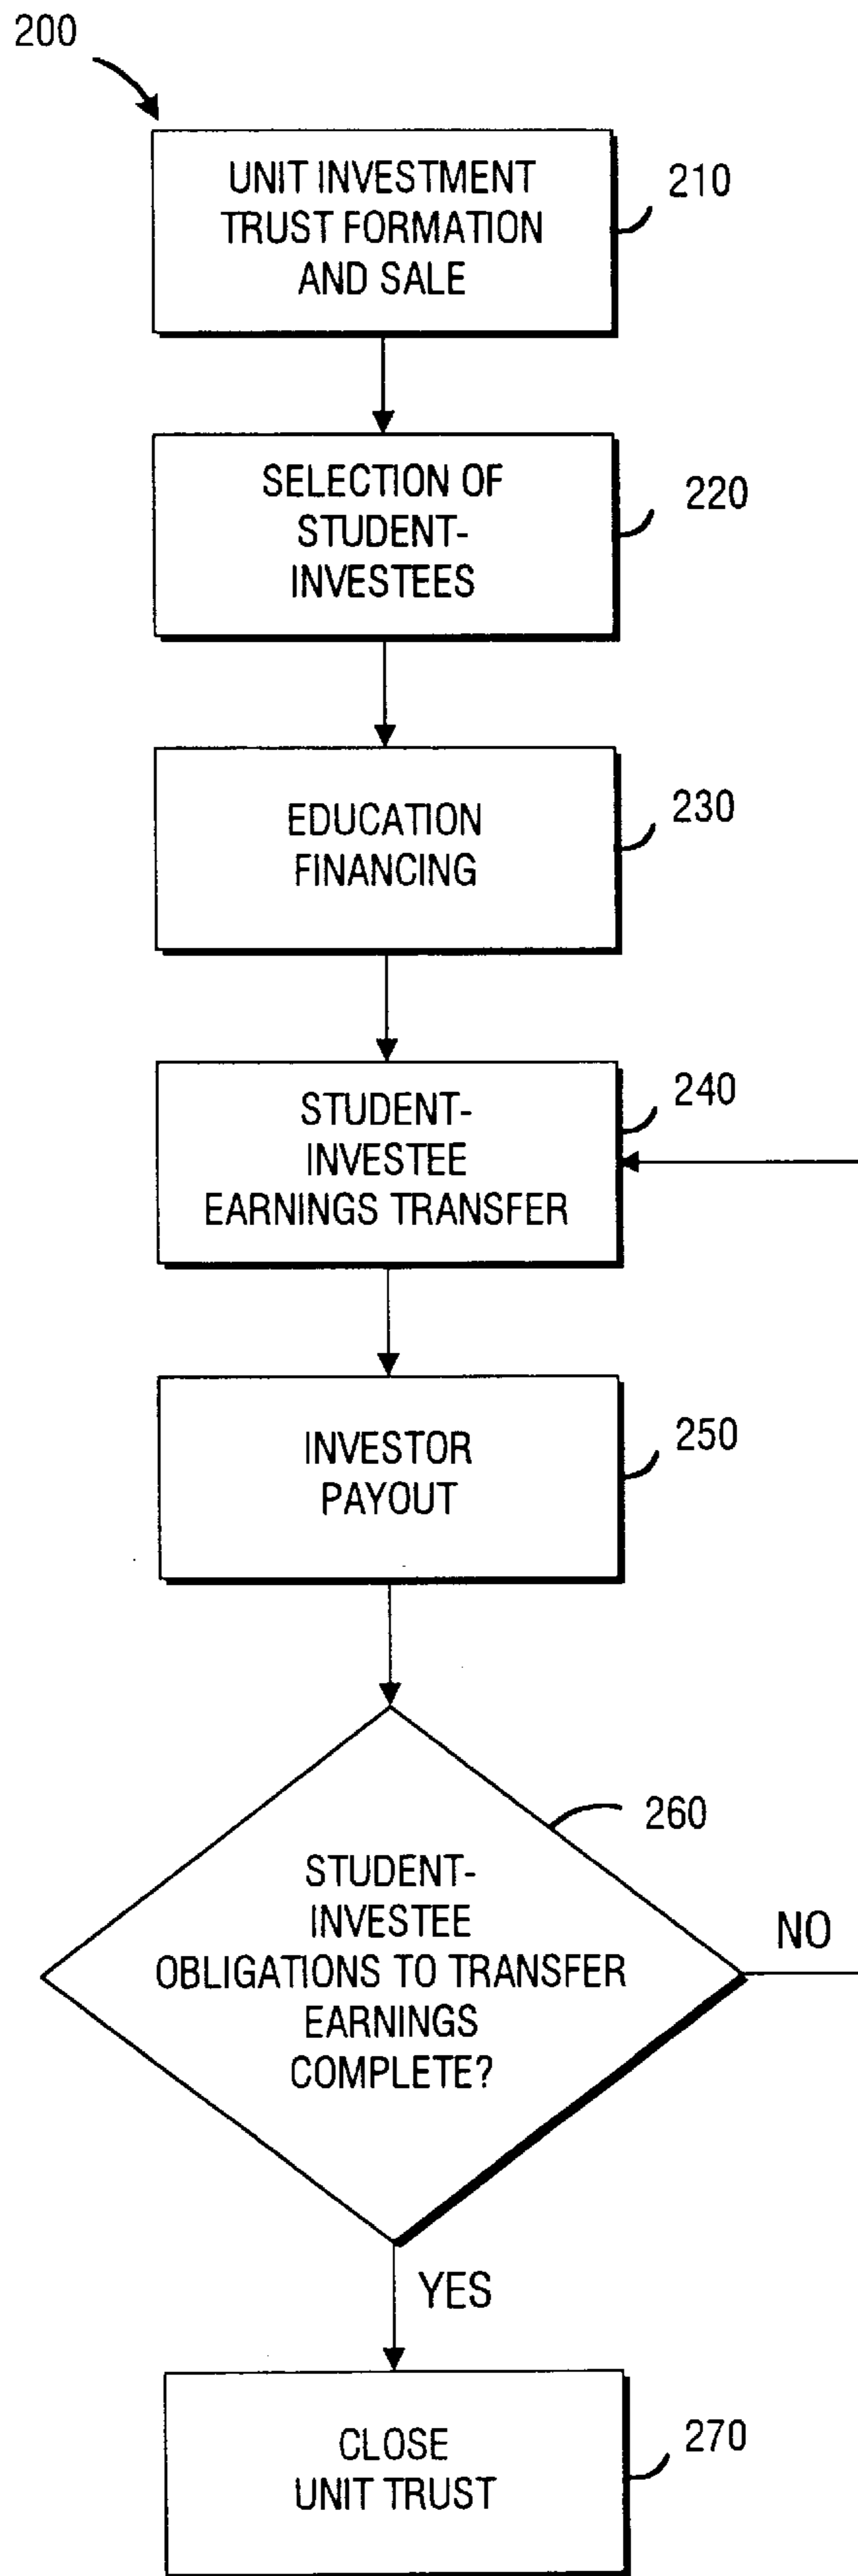 200
UNIT INVESTMENT
TRUST FORMATION
AND SALE
210
SELECTION OF
STUDENT-
INVESTEES
220
EDUCATION
FINANCING
230
STUDENT-
INVESTEE
EARNINGS TRANSFER
240
INVESTOR
PAYOUT
250
STUDENT-
INVESTEE
OBLIGATIONS TO TRANSFER
EARNINGS
COMPLETE?
260
NO
YES
CLOSE
UNIT TRUST
270